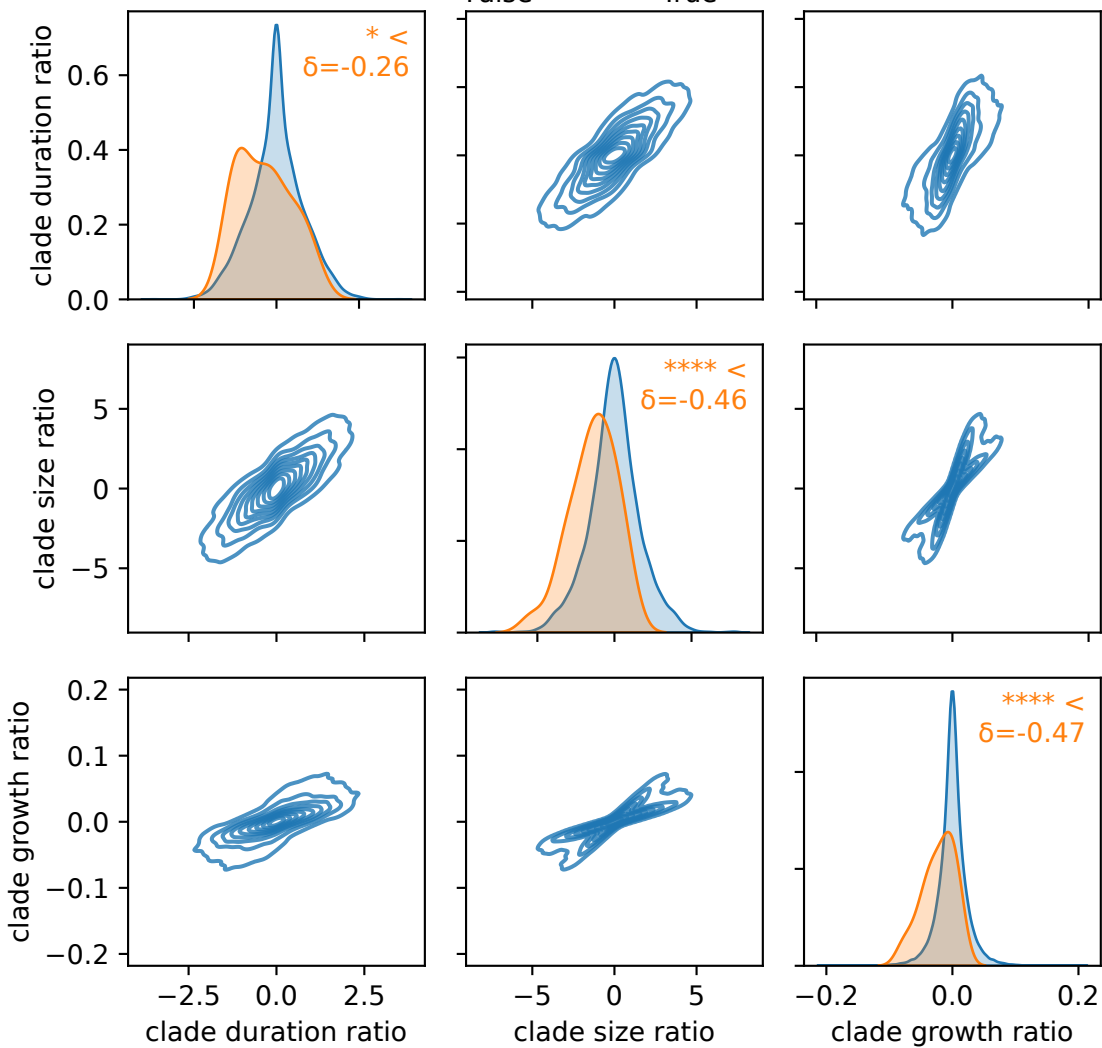 False True
clade duration ratio
0.6
0.4
0.2
0.0
* <
δ=-0.26
clade size ratio
5
0
−5
**** <
δ=-0.46
clade growth ratio
0.2
0.1
0.0
−0.1
−0.2
**** <
δ=-0.47
−2.5 0.0 2.5
−5 0 5
−0.2 0.0 0.2
clade duration ratio
clade size ratio
clade growth ratio